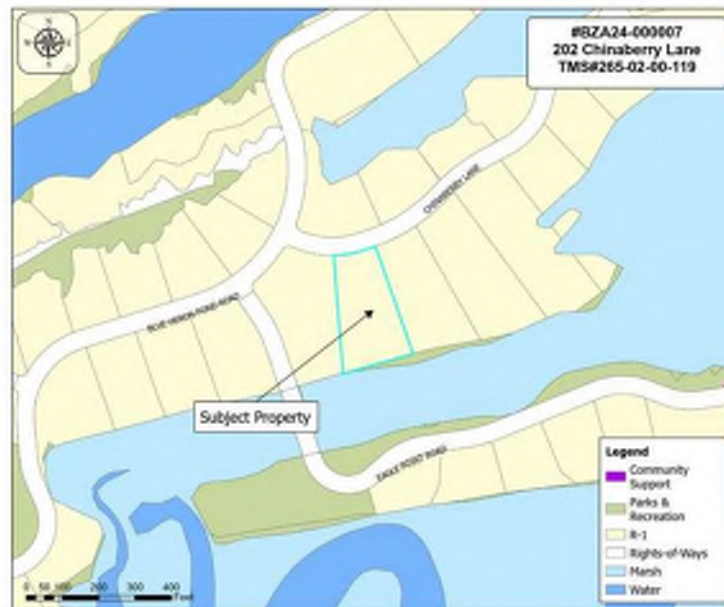 N
W E
S
#BZA24-000007
202 Chinaberry Lane
TMS#265-02-00-119
CHINABERRY LANE
BLUE HERON POND ROAD
Subject Property
EAGLE POINT ROAD
Legend
Community
Support
Parks &
Recreation
R-1
Rights-of-Ways
Marsh
Water
0 50 100 200 300 400
Feet